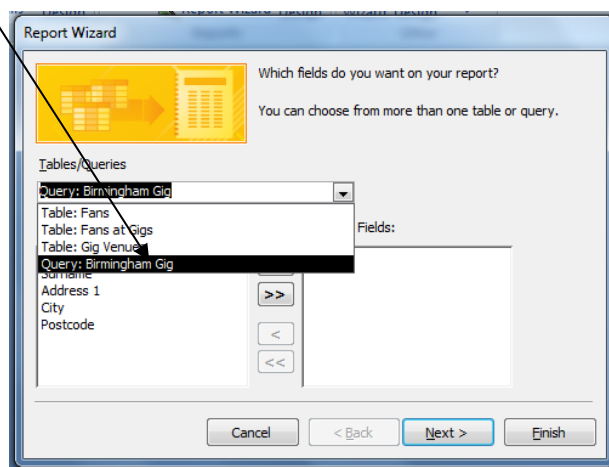 Report Wizard
Which fields do you want on your report?
You can choose from more than one table or query.
Tables/Queries
Query: Birmingham Gig
Table: Fans
Table: Fans at Gigs
Table: Gig Venues
Query: Birmingham Gig
Fields:
Surname
Address 1
City
Postcode
>>
<
<<
Cancel
< Back
Next >
Finish